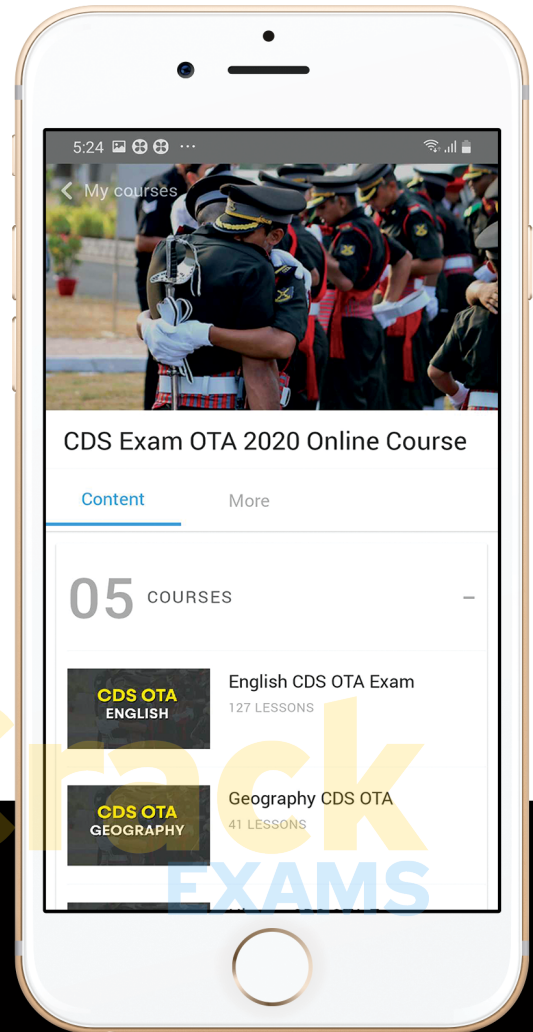 5:24
My courses
CDS Exam OTA 2020 Online Course
Content
More
05 COURSES
CDS OTA
ENGLISH
English CDS OTA Exam
127 LESSONS
CDS OTA
GEOGRAPHY
Geography CDS OTA
41 LESSONS
Crack
EXAMS